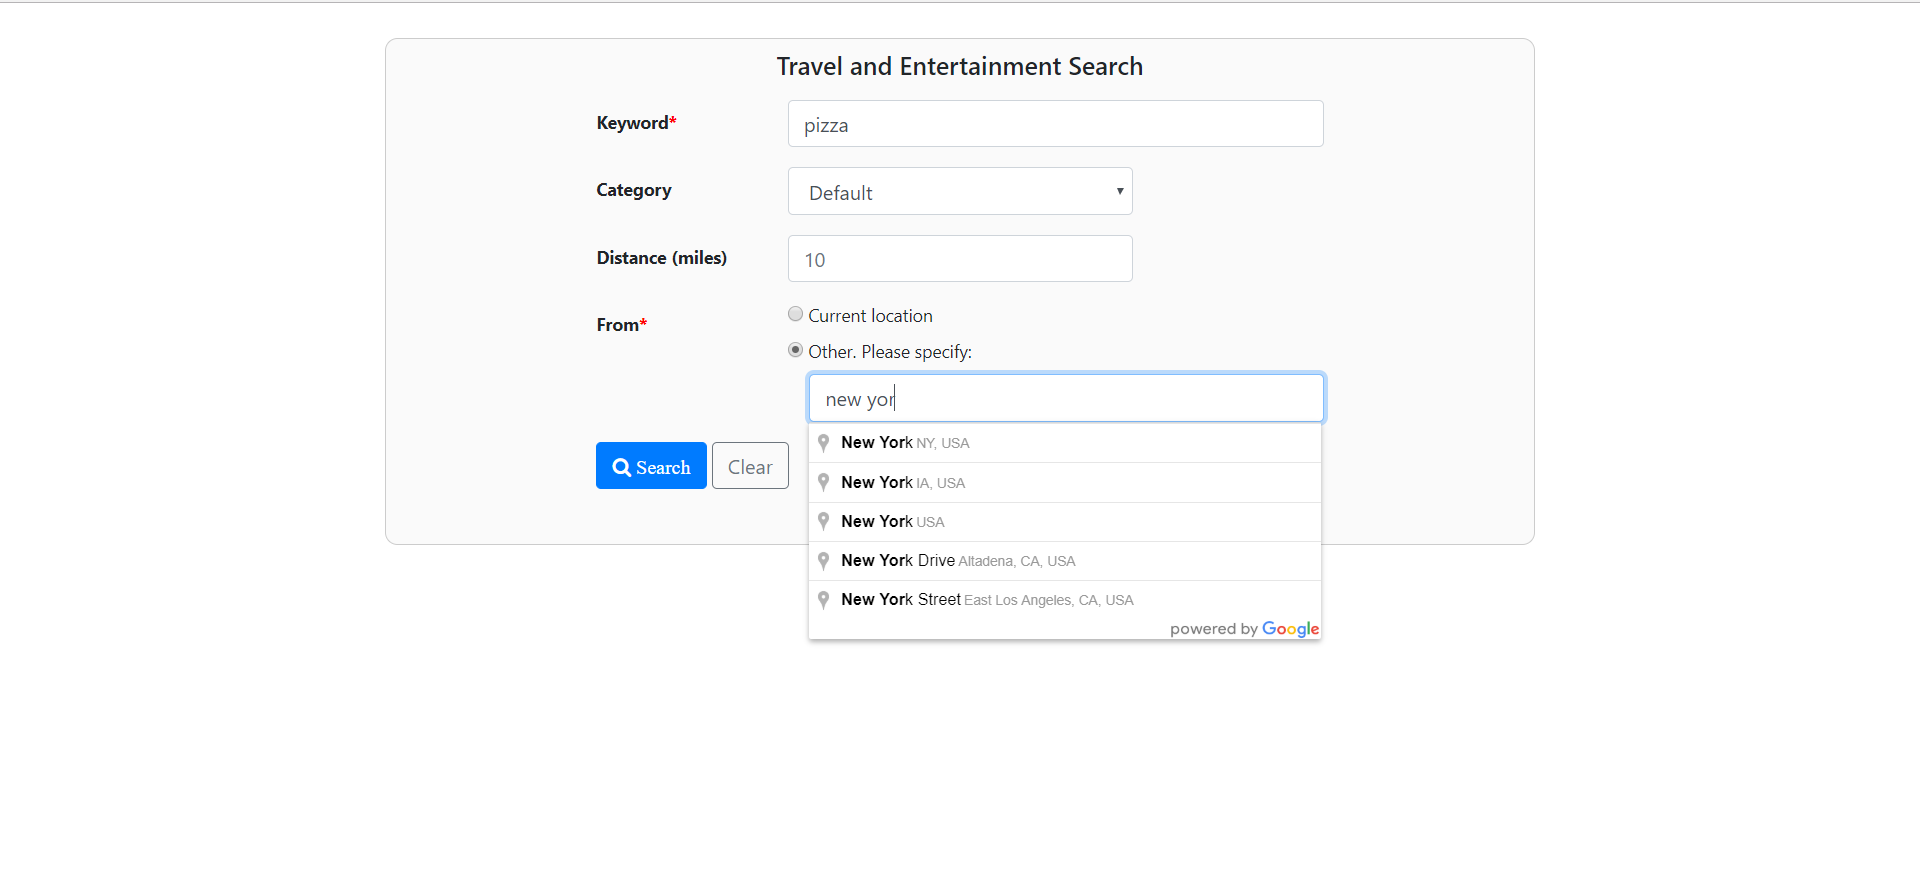 Travel and Entertainment Search
Keyword*
pizza
Category
Default
Distance (miles)
10
From*
Current location
Other. Please specify:
new yor
New York NY, USA
Search
Clear
New York IA, USA
New York USA
New York Drive Altadena, CA, USA
New York Street East Los Angeles, CA, USA
powered by Google